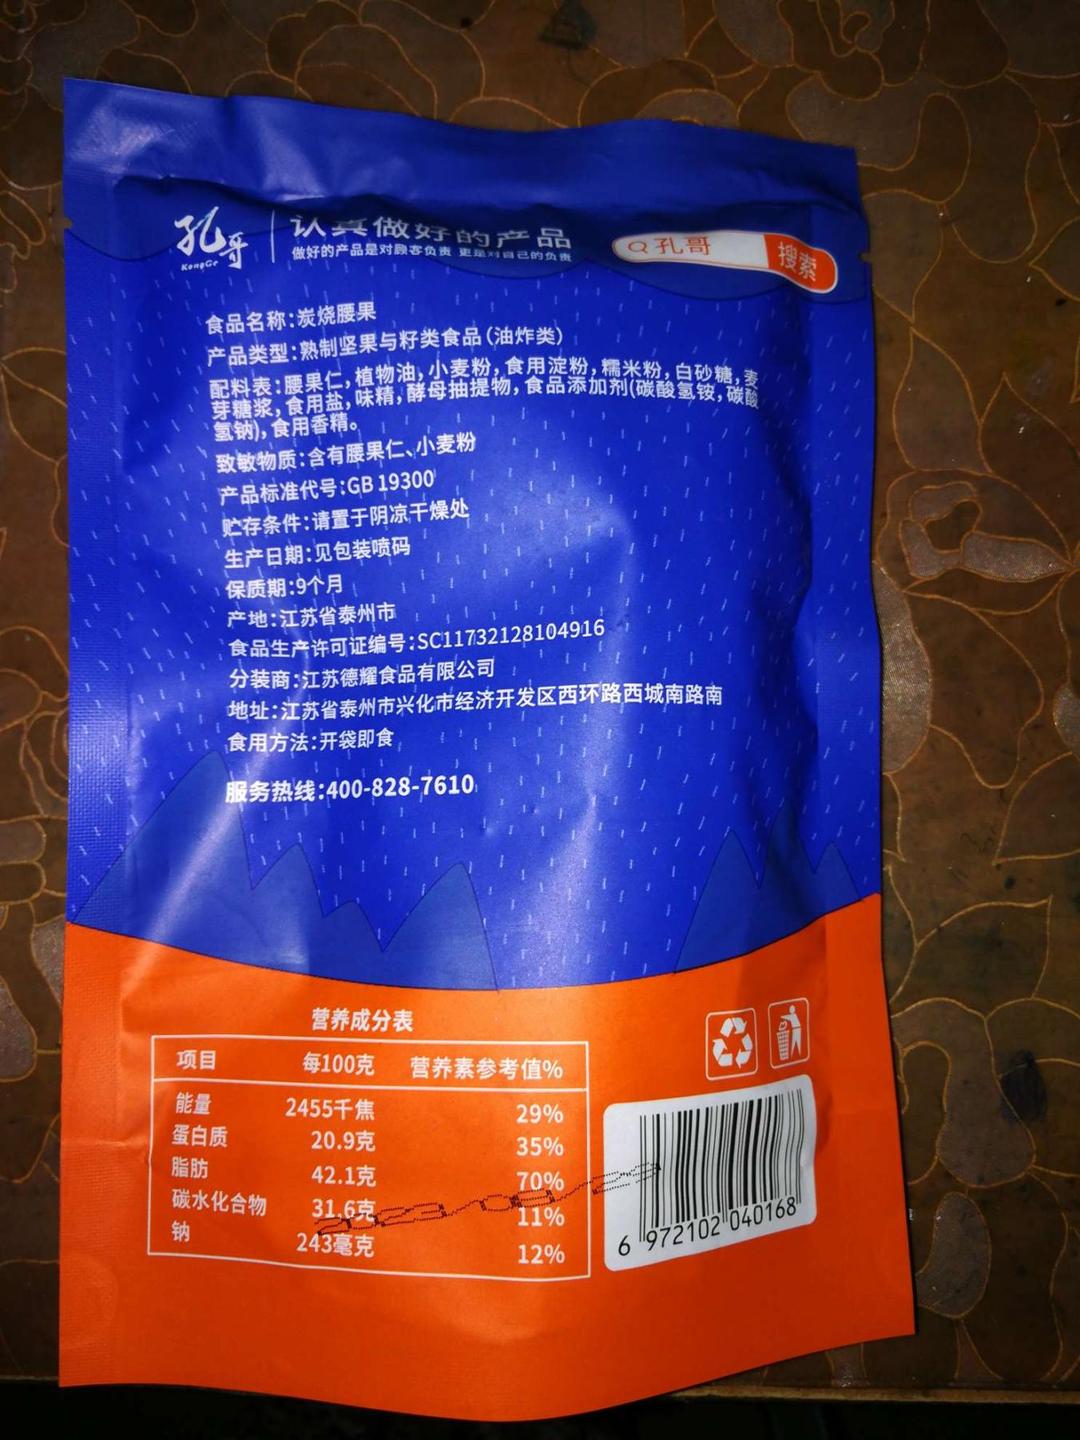 孔哥
KongGe
认真做好的产品
做好的产品是对顾客负责 更是对自己的负责
孔哥 搜索
食品名称:炭烧腰果
产品类型:熟制坚果与籽类食品(油炸类)
配料表:腰果仁,植物油,小麦粉,食用淀粉,糯米粉,白砂糖,麦
芽糖浆,食用盐,味精,酵母抽提物,食品添加剂(碳酸氢铵,碳酸
氢钠),食用香精。
致敏物质:含有腰果仁、小麦粉
产品标准代号:GB 19300
贮存条件:请置于阴凉干燥处
生产日期:见包装喷码
保质期:9个月
产地:江苏省泰州市
食品生产许可证编号:SC11732128104916
分装商:江苏德耀食品有限公司
地址:江苏省泰州市兴化市经济开发区西环路西城南路南
食用方法:开袋即食
服务热线:400-828-7610
营养成分表
项目 每100克 营养素参考值%
能量 2455千焦 29%
蛋白质 20.9克 35%
脂肪 42.1克 70%
碳水化合物 31.6克 11%
钠 243毫克 12%
6 972102 040168